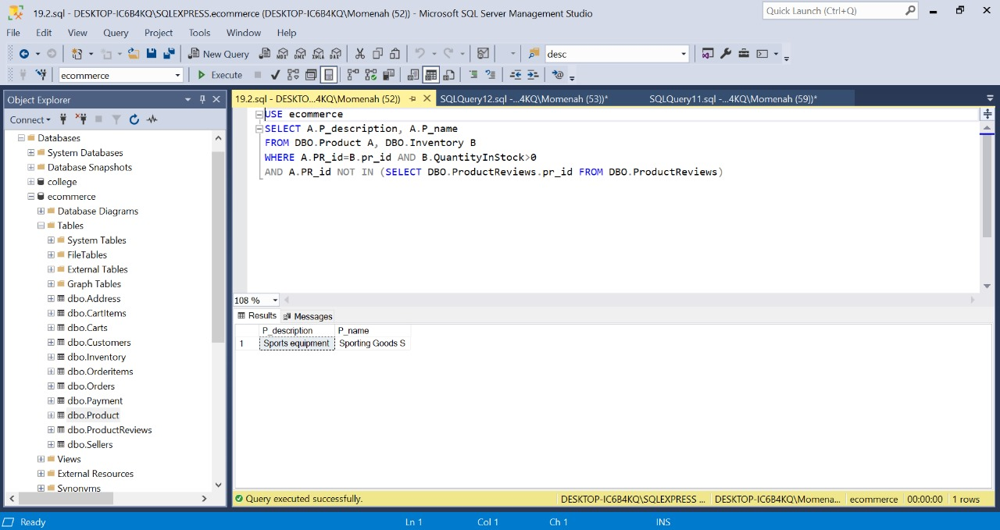 19.2.sql - DESKTOP-IC6B4KQ\SQLEXPRESS.ecommerce (DESKTOP-IC6B4KQ\Momenah (52)) - Microsoft SQL Server Management Studio
Quick Launch (Ctrl+Q)
File Edit View Query Project Tools Window Help
New Query
MDX DMX XMLA DAX
desc
ecommerce
Execute
Object Explorer
19.2.sql - DESKTO...4KQ\Momenah (52))
SQLQuery12.sql -...4KQ\Momenah (53))*
SQLQuery11.sql -...4KQ\Momenah (59))*
Connect
Databases
System Databases
Database Snapshots
college
ecommerce
Database Diagrams
Tables
System Tables
FileTables
External Tables
Graph Tables
dbo.Address
dbo.CartItems
dbo.Carts
dbo.Customers
dbo.Inventory
dbo.Orderitems
dbo.Orders
dbo.Payment
dbo.Product
dbo.ProductReviews
dbo.Sellers
Views
External Resources
Synonyms
USE ecommerce
SELECT A.P_description, A.P_name
FROM DBO.Product A, DBO.Inventory B
WHERE A.PR_id=B.pr_id AND B.QuantityInStock>0
AND A.PR_id NOT IN (SELECT DBO.ProductReviews.pr_id FROM DBO.ProductReviews)
108 %
Results Messages
P_description P_name
1 Sports equipment Sporting Goods S
Query executed successfully.
DESKTOP-IC6B4KQ\SQLEXPRESS ... DESKTOP-IC6B4KQ\Momena... ecommerce 00:00:00 1 rows
Ready Ln 1 Col 1 Ch 1 INS